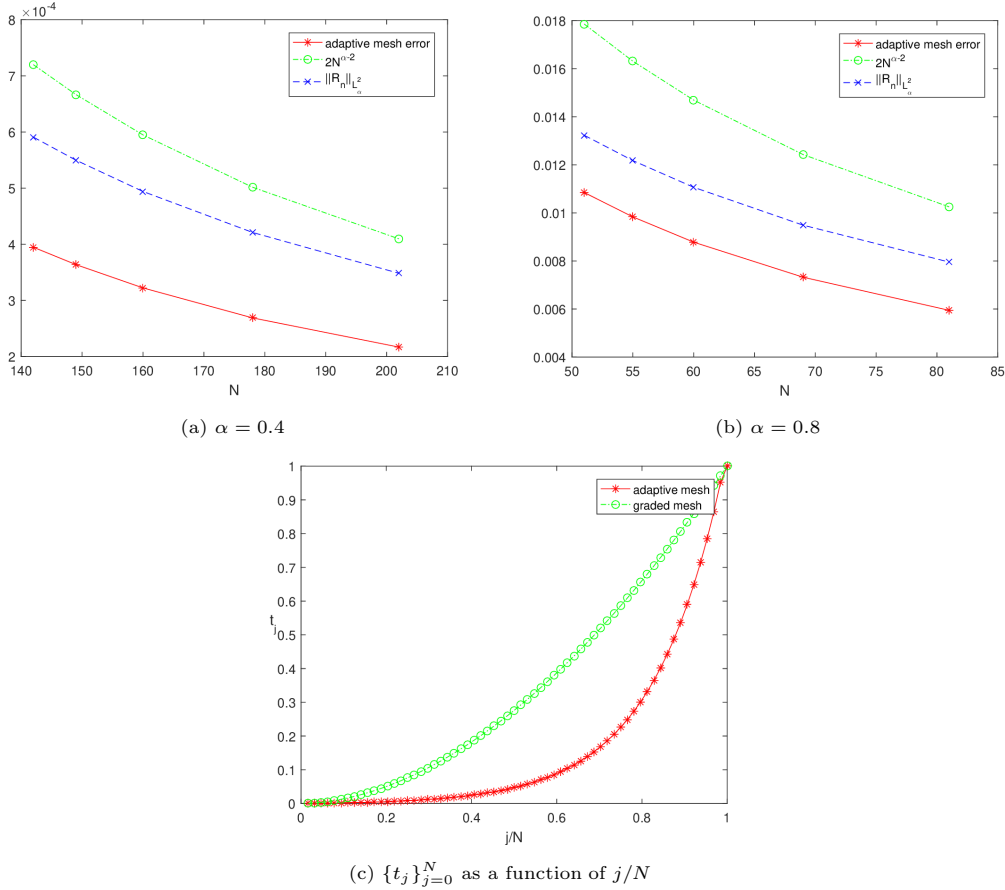 8 ×10⁻⁴
7
6
5
4
3
2
140 150 160 170 180 190 200 210
N
adaptive mesh error
2N^{α-2}
||R_n||_{L^2_α}
(a) α = 0.4
0.018
0.016
0.014
0.012
0.01
0.008
0.006
0.004
50 55 60 65 70 75 80 85
N
adaptive mesh error
2N^{α-2}
||R_n||_{L^2_α}
(b) α = 0.8
1
0.9
0.8
0.7
0.6
0.5
0.4
0.3
0.2
0.1
0
t_j
0 0.2 0.4 0.6 0.8 1
j/N
adaptive mesh
graded mesh
(c) {t_j}_{j=0}^N as a function of j/N